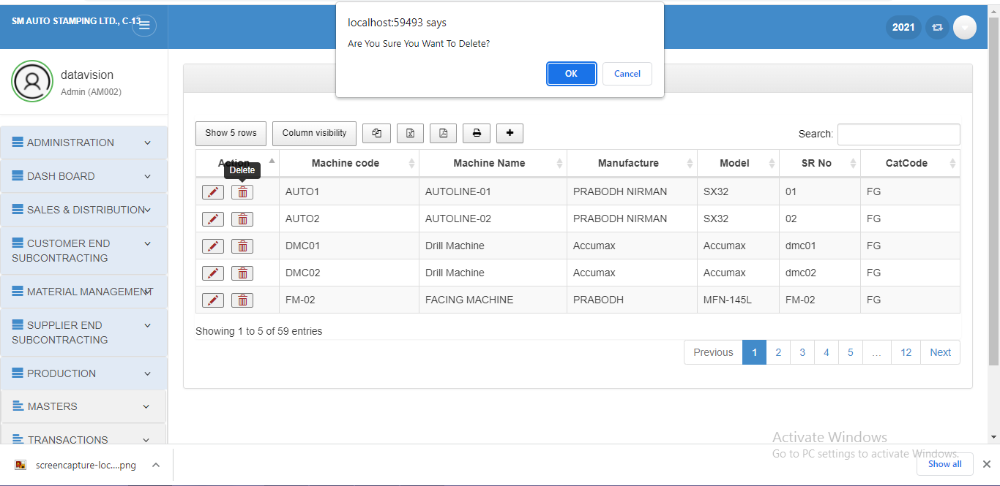 SM AUTO STAMPING LTD., C-13
localhost:59493 says
Are You Sure You Want To Delete?
OK
Cancel
2021
datavision
Admin (AM002)
ADMINISTRATION
DASH BOARD
SALES & DISTRIBUTION
CUSTOMER END
SUBCONTRACTING
MATERIAL MANAGEMENT
SUPPLIER END
SUBCONTRACTING
PRODUCTION
MASTERS
TRANSACTIONS
Show 5 rows
Column visibility
Search:
Action Machine code Machine Name Manufacture Model SR No CatCode
Delete
AUTO1 AUTOLINE-01 PRABODH NIRMAN SX32 01 FG
AUTO2 AUTOLINE-02 PRABODH NIRMAN SX32 02 FG
DMC01 Drill Machine Accumax Accumax dmc01 FG
DMC02 Drill Machine Accumax Accumax dmc02 FG
FM-02 FACING MACHINE PRABODH MFN-145L FM-02 FG
Showing 1 to 5 of 59 entries
Previous 1 2 3 4 5 … 12 Next
Activate Windows
Go to PC settings to activate Windows.
screencapture-loc....png
Show all